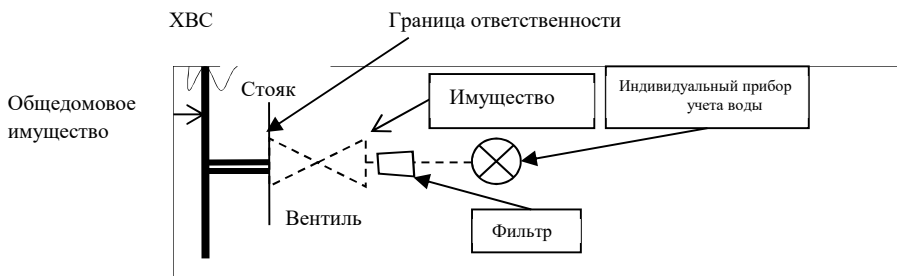 ХВС
Граница ответственности
Общедомовое
имущество
Стояк
Имущество
Индивидуальный прибор
учета воды
Вентиль
Фильтр